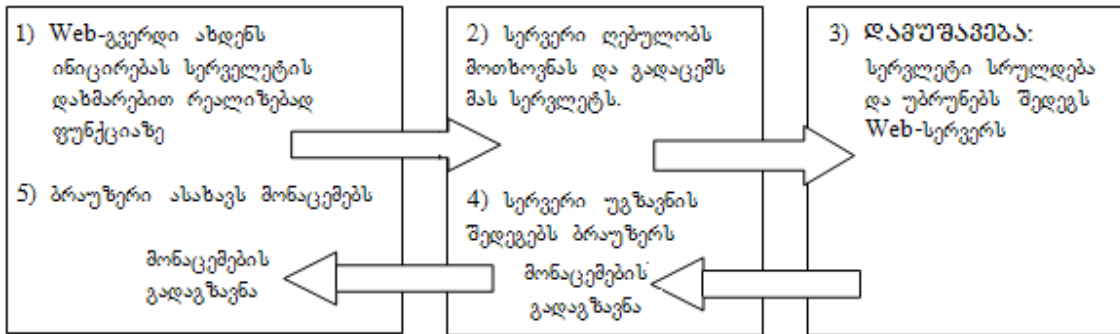 1) Web-გვერდი ახდენს
ინიცირებას სერველეტის
დახმარებით რეალიზებად
ფუნქციაზე
5) ბრაუზერი ასახავს მონაცემებს
მონაცემების
გადაგზავნა
2) სერვერი ღებულობს
მოთხოვნას და გადაცემს
მას სერვლეტს.
4) სერვერი უგზავნის
შედეგებს ბრაუზერს
მონაცემების
გადაგზავნა
3) ᲓᲐᲛᲣᲨᲐᲕᲔᲑᲐ:
სერვლეტი სრულდება
და უბრუნებს შედეგს
Web-სერვერს